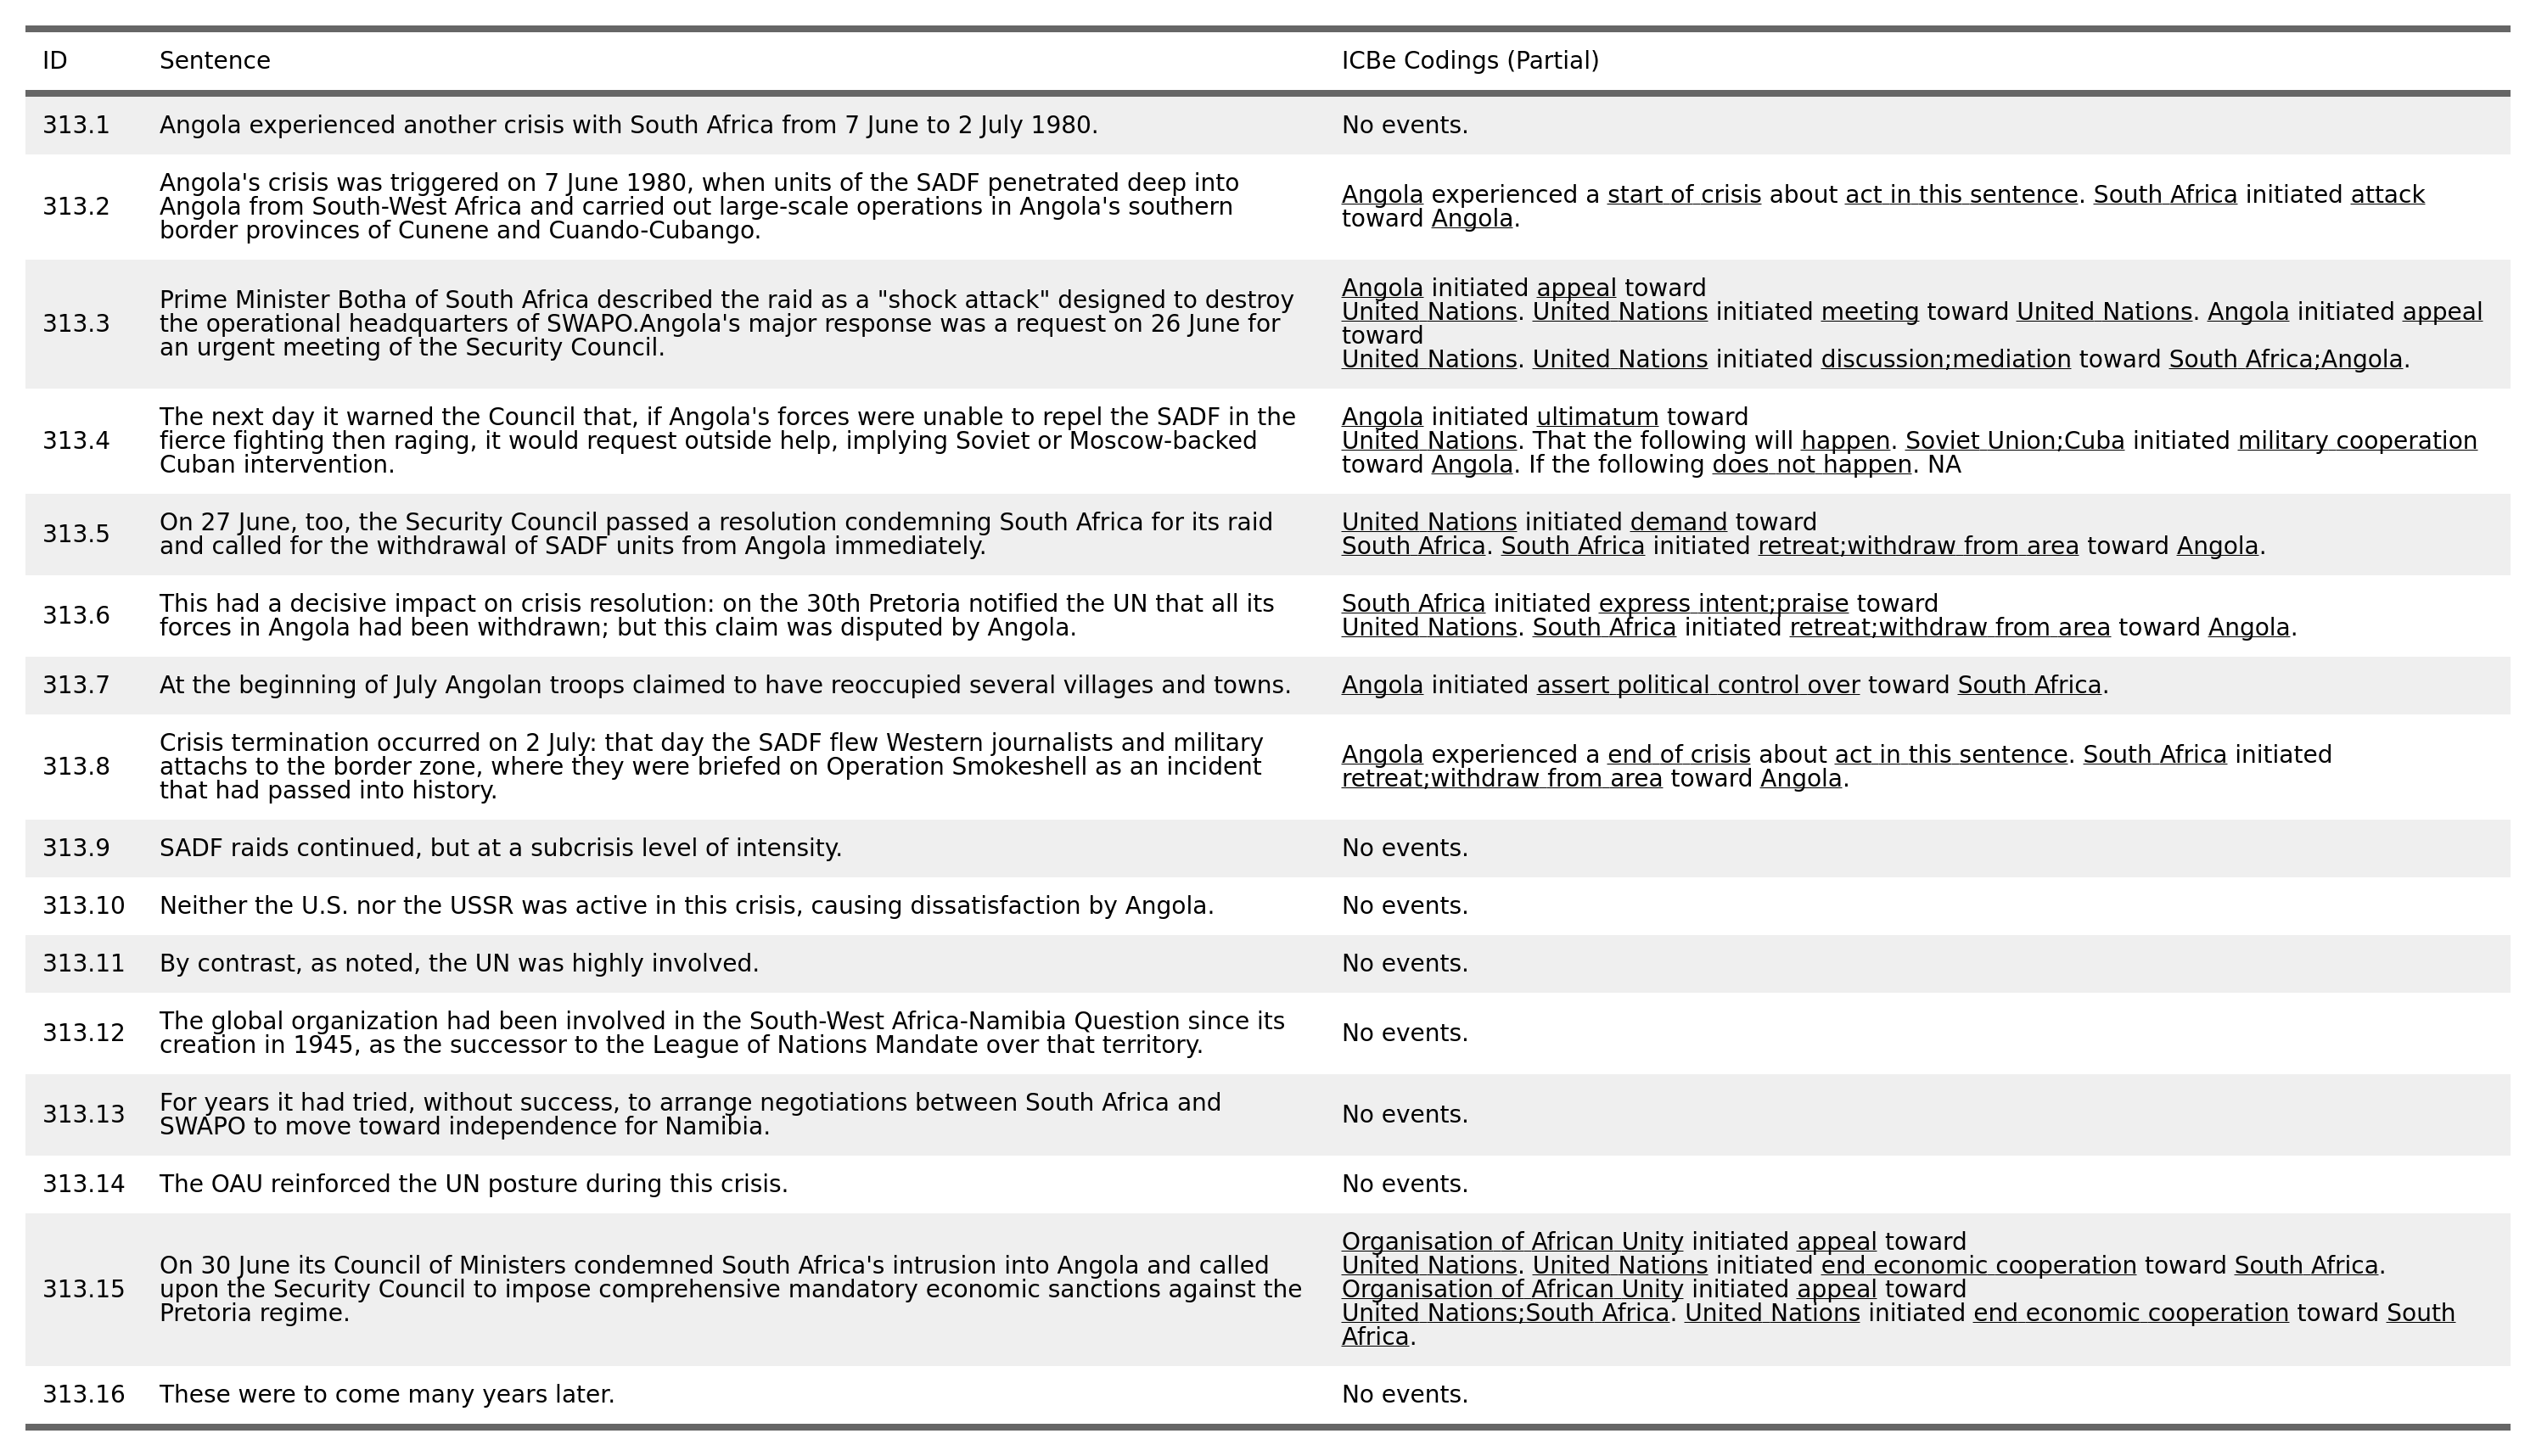 ID Sentence ICBe Codings (Partial)
313.1 Angola experienced another crisis with South Africa from 7 June to 2 July 1980. No events.
313.2
Angola's crisis was triggered on 7 June 1980, when units of the SADF penetrated deep into
Angola from South-West Africa and carried out large-scale operations in Angola's southern
border provinces of Cunene and Cuando-Cubango.
Angola experienced a start of crisis about act in this sentence. South Africa initiated attack
toward Angola.
313.3
Prime Minister Botha of South Africa described the raid as a "shock attack" designed to destroy
the operational headquarters of SWAPO.Angola's major response was a request on 26 June for
an urgent meeting of the Security Council.
Angola initiated appeal toward
United Nations. United Nations initiated meeting toward United Nations. Angola initiated appeal
toward
United Nations. United Nations initiated discussion;mediation toward South Africa;Angola.
313.4
The next day it warned the Council that, if Angola's forces were unable to repel the SADF in the
fierce fighting then raging, it would request outside help, implying Soviet or Moscow-backed
Cuban intervention.
Angola initiated ultimatum toward
United Nations. That the following will happen. Soviet Union;Cuba initiated military cooperation
toward Angola. If the following does not happen. NA
313.5
On 27 June, too, the Security Council passed a resolution condemning South Africa for its raid
and called for the withdrawal of SADF units from Angola immediately.
United Nations initiated demand toward
South Africa. South Africa initiated retreat;withdraw from area toward Angola.
313.6
This had a decisive impact on crisis resolution: on the 30th Pretoria notified the UN that all its
forces in Angola had been withdrawn; but this claim was disputed by Angola.
South Africa initiated express intent;praise toward
United Nations. South Africa initiated retreat;withdraw from area toward Angola.
313.7 At the beginning of July Angolan troops claimed to have reoccupied several villages and towns. Angola initiated assert political control over toward South Africa.
313.8
Crisis termination occurred on 2 July: that day the SADF flew Western journalists and military
attachs to the border zone, where they were briefed on Operation Smokeshell as an incident
that had passed into history.
Angola experienced a end of crisis about act in this sentence. South Africa initiated
retreat;withdraw from area toward Angola.
313.9 SADF raids continued, but at a subcrisis level of intensity. No events.
313.10 Neither the U.S. nor the USSR was active in this crisis, causing dissatisfaction by Angola. No events.
313.11 By contrast, as noted, the UN was highly involved. No events.
313.12
The global organization had been involved in the South-West Africa-Namibia Question since its
creation in 1945, as the successor to the League of Nations Mandate over that territory.
No events.
313.13
For years it had tried, without success, to arrange negotiations between South Africa and
SWAPO to move toward independence for Namibia.
No events.
313.14 The OAU reinforced the UN posture during this crisis. No events.
313.15
On 30 June its Council of Ministers condemned South Africa's intrusion into Angola and called
upon the Security Council to impose comprehensive mandatory economic sanctions against the
Pretoria regime.
Organisation of African Unity initiated appeal toward
United Nations. United Nations initiated end economic cooperation toward South Africa.
Organisation of African Unity initiated appeal toward
United Nations;South Africa. United Nations initiated end economic cooperation toward South
Africa.
313.16 These were to come many years later. No events.